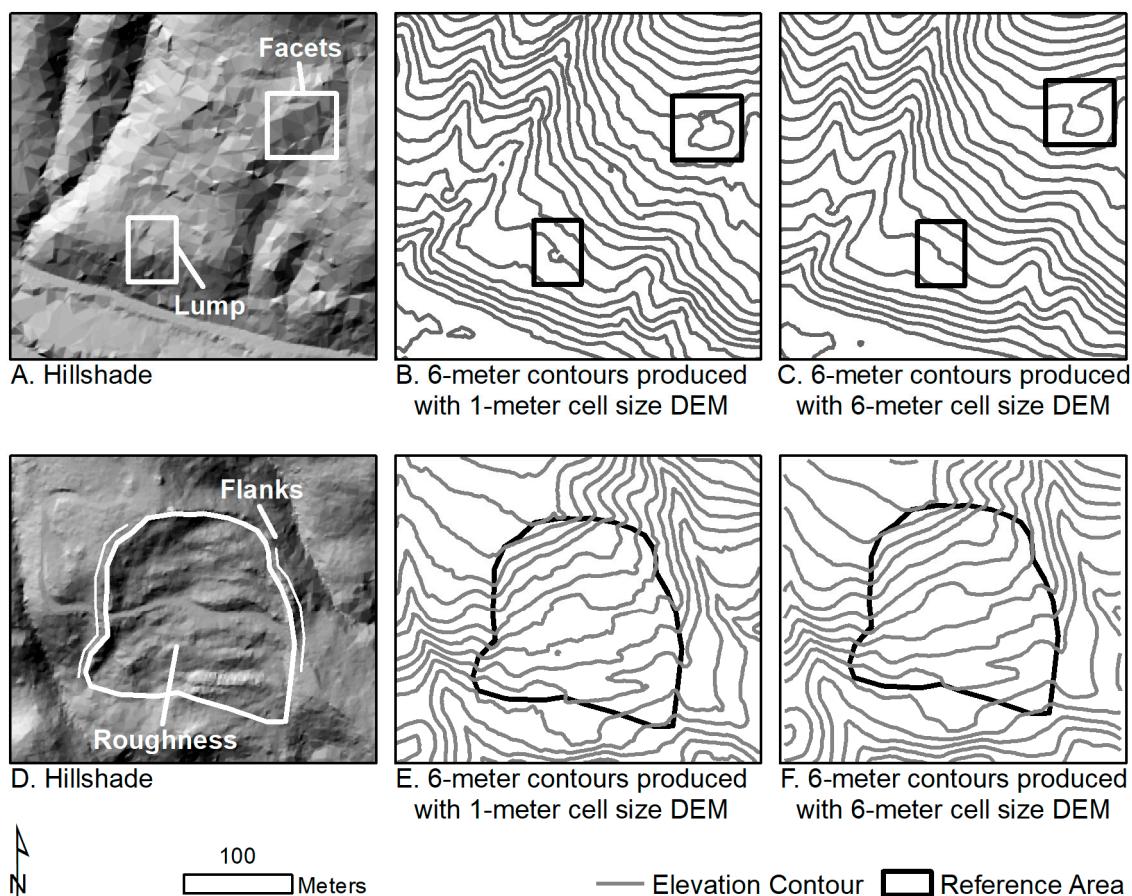 Facets
Lump
A. Hillshade
B. 6-meter contours produced
with 1-meter cell size DEM
C. 6-meter contours produced
with 6-meter cell size DEM
Flanks
Roughness
D. Hillshade
E. 6-meter contours produced
with 1-meter cell size DEM
F. 6-meter contours produced
with 6-meter cell size DEM
N
100
Meters
Elevation Contour
Reference Area